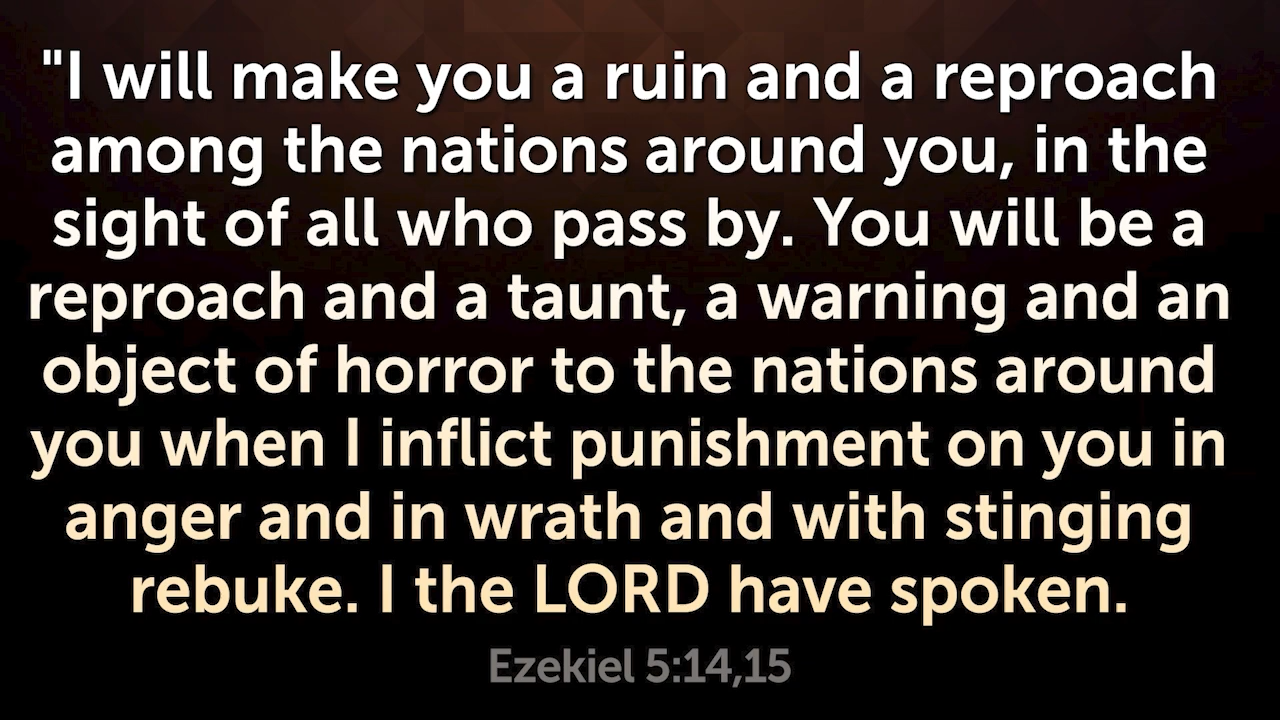 "I will make you a ruin and a reproach
among the nations around you, in the
sight of all who pass by. You will be a
reproach and a taunt, a warning and an
object of horror to the nations around
you when I inflict punishment on you in
anger and in wrath and with stinging
rebuke. I the LORD have spoken.
Ezekiel 5:14,15